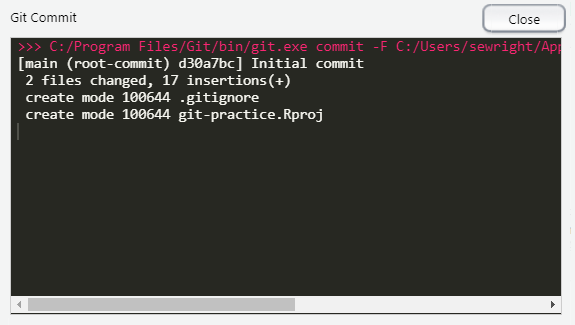 Git Commit
Close
>>> C:/Program Files/Git/bin/git.exe commit -F C:/Users/sewright/App
[main (root-commit) d30a7bc] Initial commit
 2 files changed, 17 insertions(+)
 create mode 100644 .gitignore
 create mode 100644 git-practice.Rproj